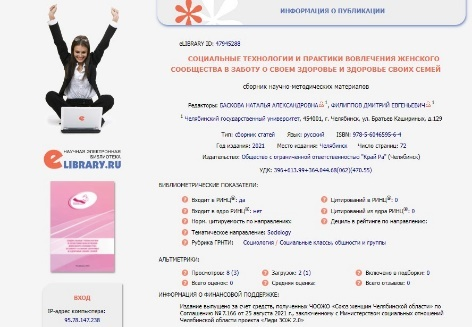 ИНФОРМАЦИЯ О ПУБЛИКАЦИИ
eLIBRARY ID: 47945288
СОЦИАЛЬНЫЕ ТЕХНОЛОГИИ И ПРАКТИКИ ВОВЛЕЧЕНИЯ ЖЕНСКОГО
СООБЩЕСТВА В ЗАБОТУ О СВОЕМ ЗДОРОВЬЕ И ЗДОРОВЬЕ СВОИХ СЕМЕЙ
сборник научно-методических материалов
Редакторы: БАСКОВА НАТАЛЬЯ АЛЕКСАНДРОВНА 1, ФИЛИППОВ ДМИТРИЙ ЕВГЕНЬЕВИЧ 1
1 Челябинский государственный университет, 454001, г. Челябинск, ул. Братьев Кашириных, д.129
Тип: сборник статей Язык: русский ISBN: 978-5-6046595-6-4
Год издания: 2021 Место издания: Челябинск Число страниц: 72
Издательство: Общество с ограниченной ответственностью "Край Ра" (Челябинск)
УДК: 396+613.99+364.044.68(062)(470.55)
НАУЧНАЯ ЭЛЕКТРОННАЯ
БИБЛИОТЕКА
eLIBRARY.RU
БИБЛИОМЕТРИЧЕСКИЕ ПОКАЗАТЕЛИ:
Входит в РИНЦ®: да Цитирований в РИНЦ®: 0
Входит в ядро РИНЦ®: нет Цитирований из ядра РИНЦ®: 0
Норм. цитируемость по направлению: Дециль в рейтинге по направлению:
Тематическое направление: Sociology
Рубрика ГРНТИ: Социология / Социальные классы, общности и группы
АЛЬТМЕТРИКИ:
Просмотров: 8 (3) Загрузок: 2 (1) Включено в подборки: 0
Всего оценок: 0 Средняя оценка: Всего отзывов: 0
ИНФОРМАЦИЯ О ФИНАНСОВОЙ ПОДДЕРЖКЕ:
Издание выпущено за счет средств, полученных ЧООЖО «Союз женщин Челябинской области» по
Соглашению № 7,166 от 25 августа 2021 г., заключенному с Министерством социальных отношений
Челябинской области проекта «Леди ЗОЖ 2.0»
ВХОД
IP-адрес компьютера:
95.78.147.238